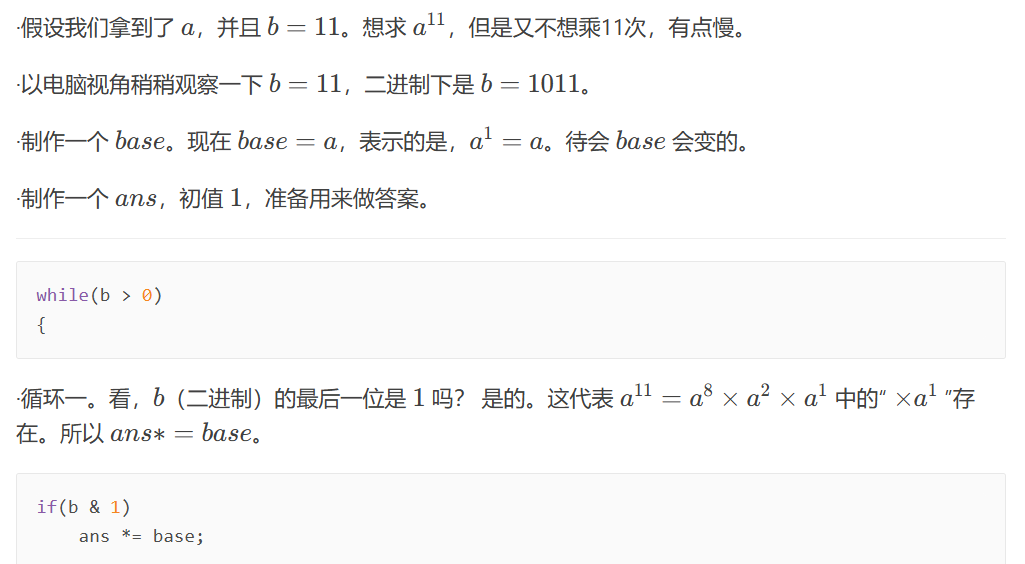 ·假设我们拿到了 a，并且 b = 11。想求 a^11，但是又不想乘11次，有点慢。
·以电脑视角稍稍观察一下 b = 11，二进制下是 b = 1011。
·制作一个 base。现在 base = a，表示的是，a^1 = a。待会 base 会变的。
·制作一个 ans，初值 1，准备用来做答案。
while(b > 0)
{
·循环一。看，b（二进制）的最后一位是 1 吗？ 是的。这代表 a^11 = a^8 × a^2 × a^1 中的“ ×a^1 ”存
在。所以 ans∗ = base。
if(b & 1)
    ans *= base;